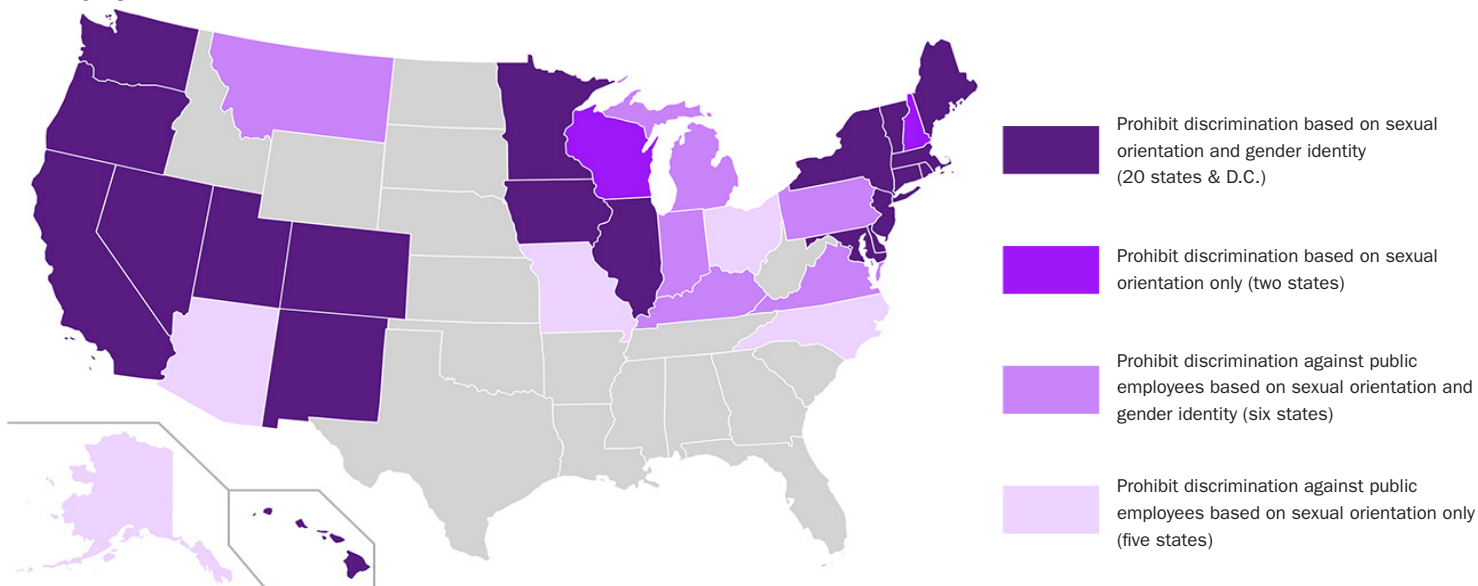 Prohibit discrimination based on sexual
orientation and gender identity
(20 states & D.C.)
Prohibit discrimination based on sexual
orientation only (two states)
Prohibit discrimination against public
employees based on sexual orientation and
gender identity (six states)
Prohibit discrimination against public
employees based on sexual orientation only
(five states)